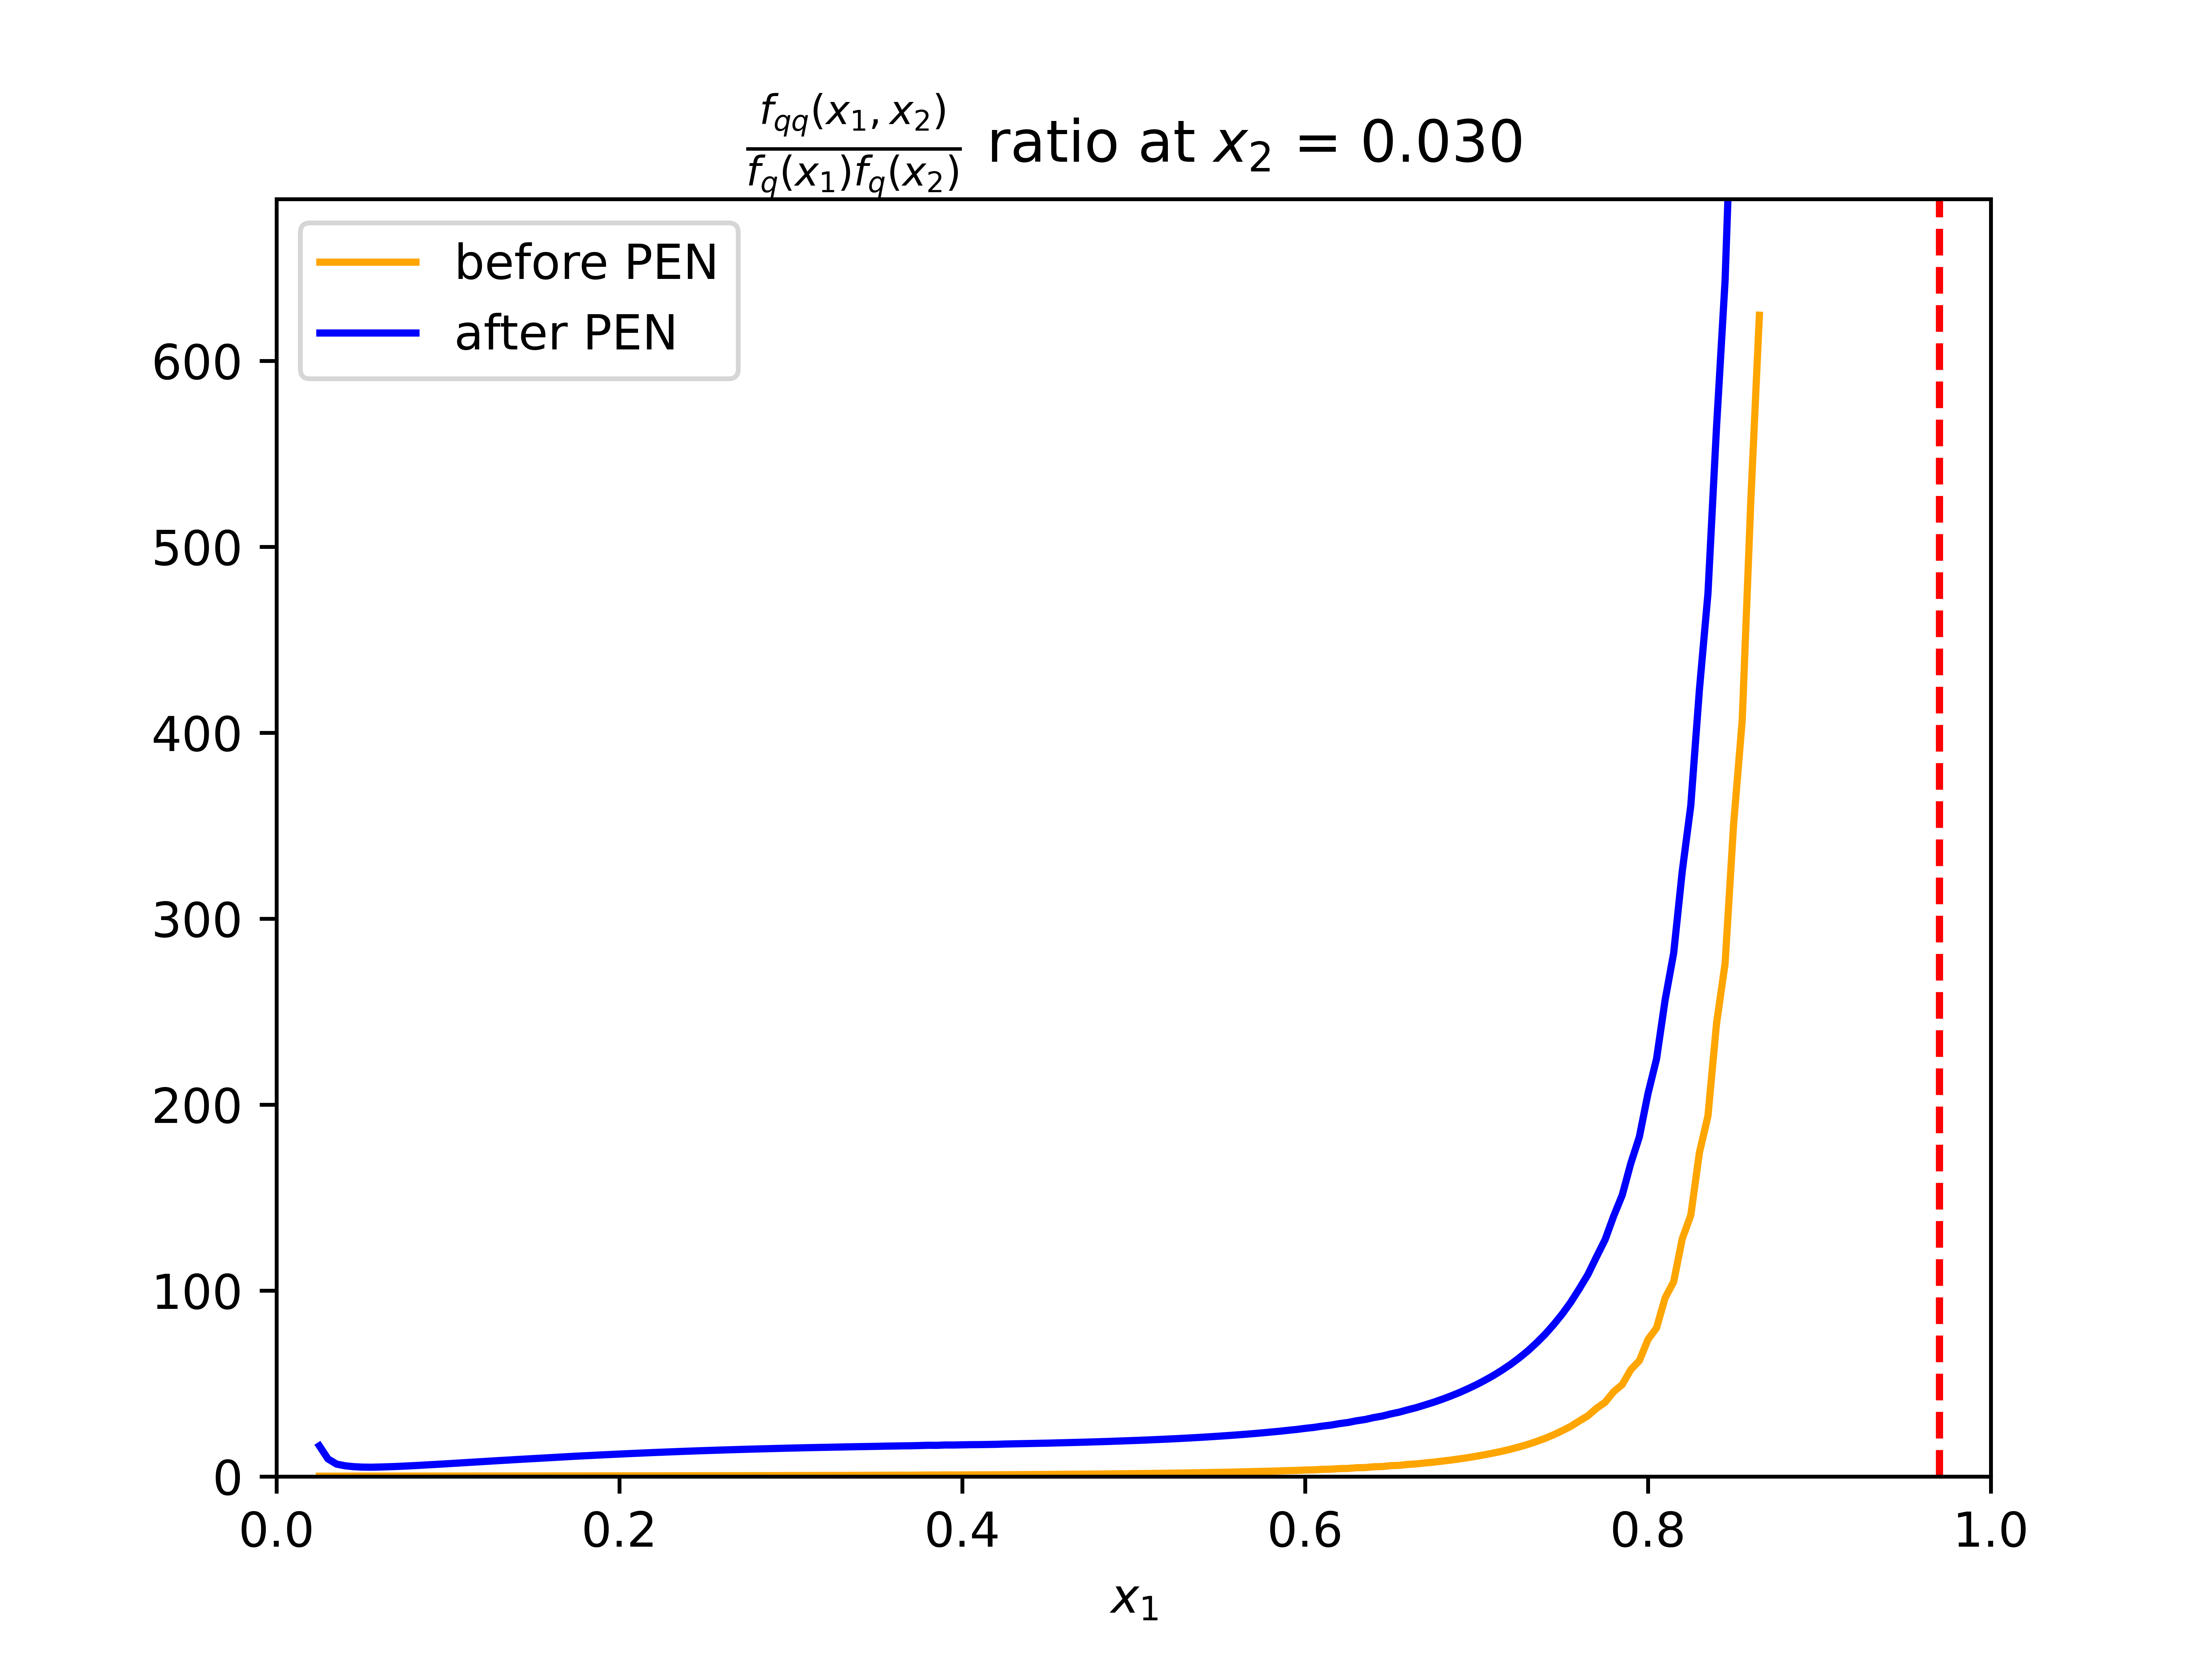 f_qq(x_1, x_2)
f_q(x_1)f_q(x_2)
ratio at x_2 = 0.030
before PEN
after PEN
600
500
400
300
200
100
0
0.0 0.2 0.4 0.6 0.8 1.0
x_1